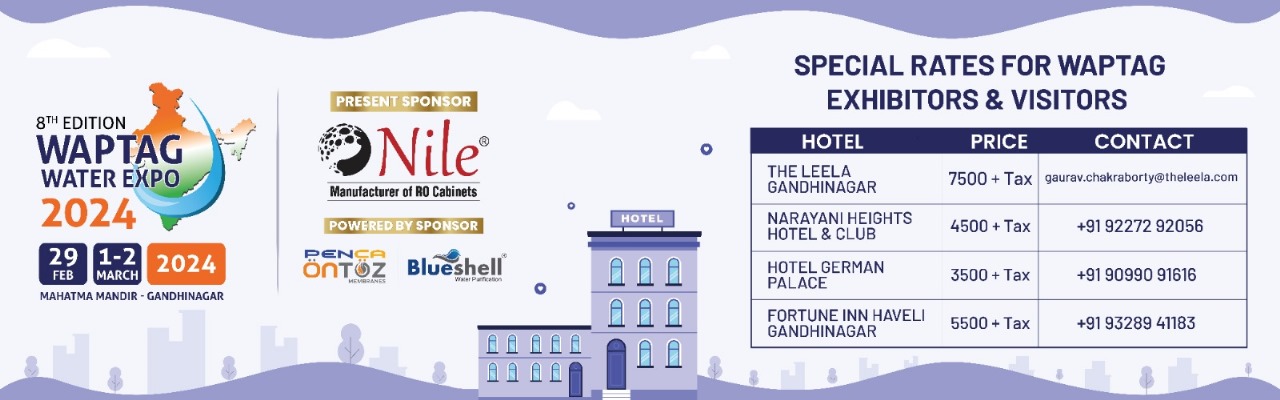 8TH EDITION
WAPTAG
WATER EXPO
2024
29
FEB
1-2
MARCH
2024
MAHATMA MANDIR - GANDHINAGAR
PRESENT SPONSOR
Nile®
Manufacturer of RO Cabinets
POWERED BY SPONSOR
PENCA
ÖNTÖZ
MEMBRANES
Blueshell®
Water Purification
HOTEL
SPECIAL RATES FOR WAPTAG
EXHIBITORS & VISITORS
HOTEL PRICE CONTACT
THE LEELA
GANDHINAGAR
7500 + Tax gaurav.chakraborty@theleela.com
NARAYANI HEIGHTS
HOTEL & CLUB
4500 + Tax +91 92272 92056
HOTEL GERMAN
PALACE
3500 + Tax +91 90990 91616
FORTUNE INN HAVELI
GANDHINAGAR
5500 + Tax +91 93289 41183